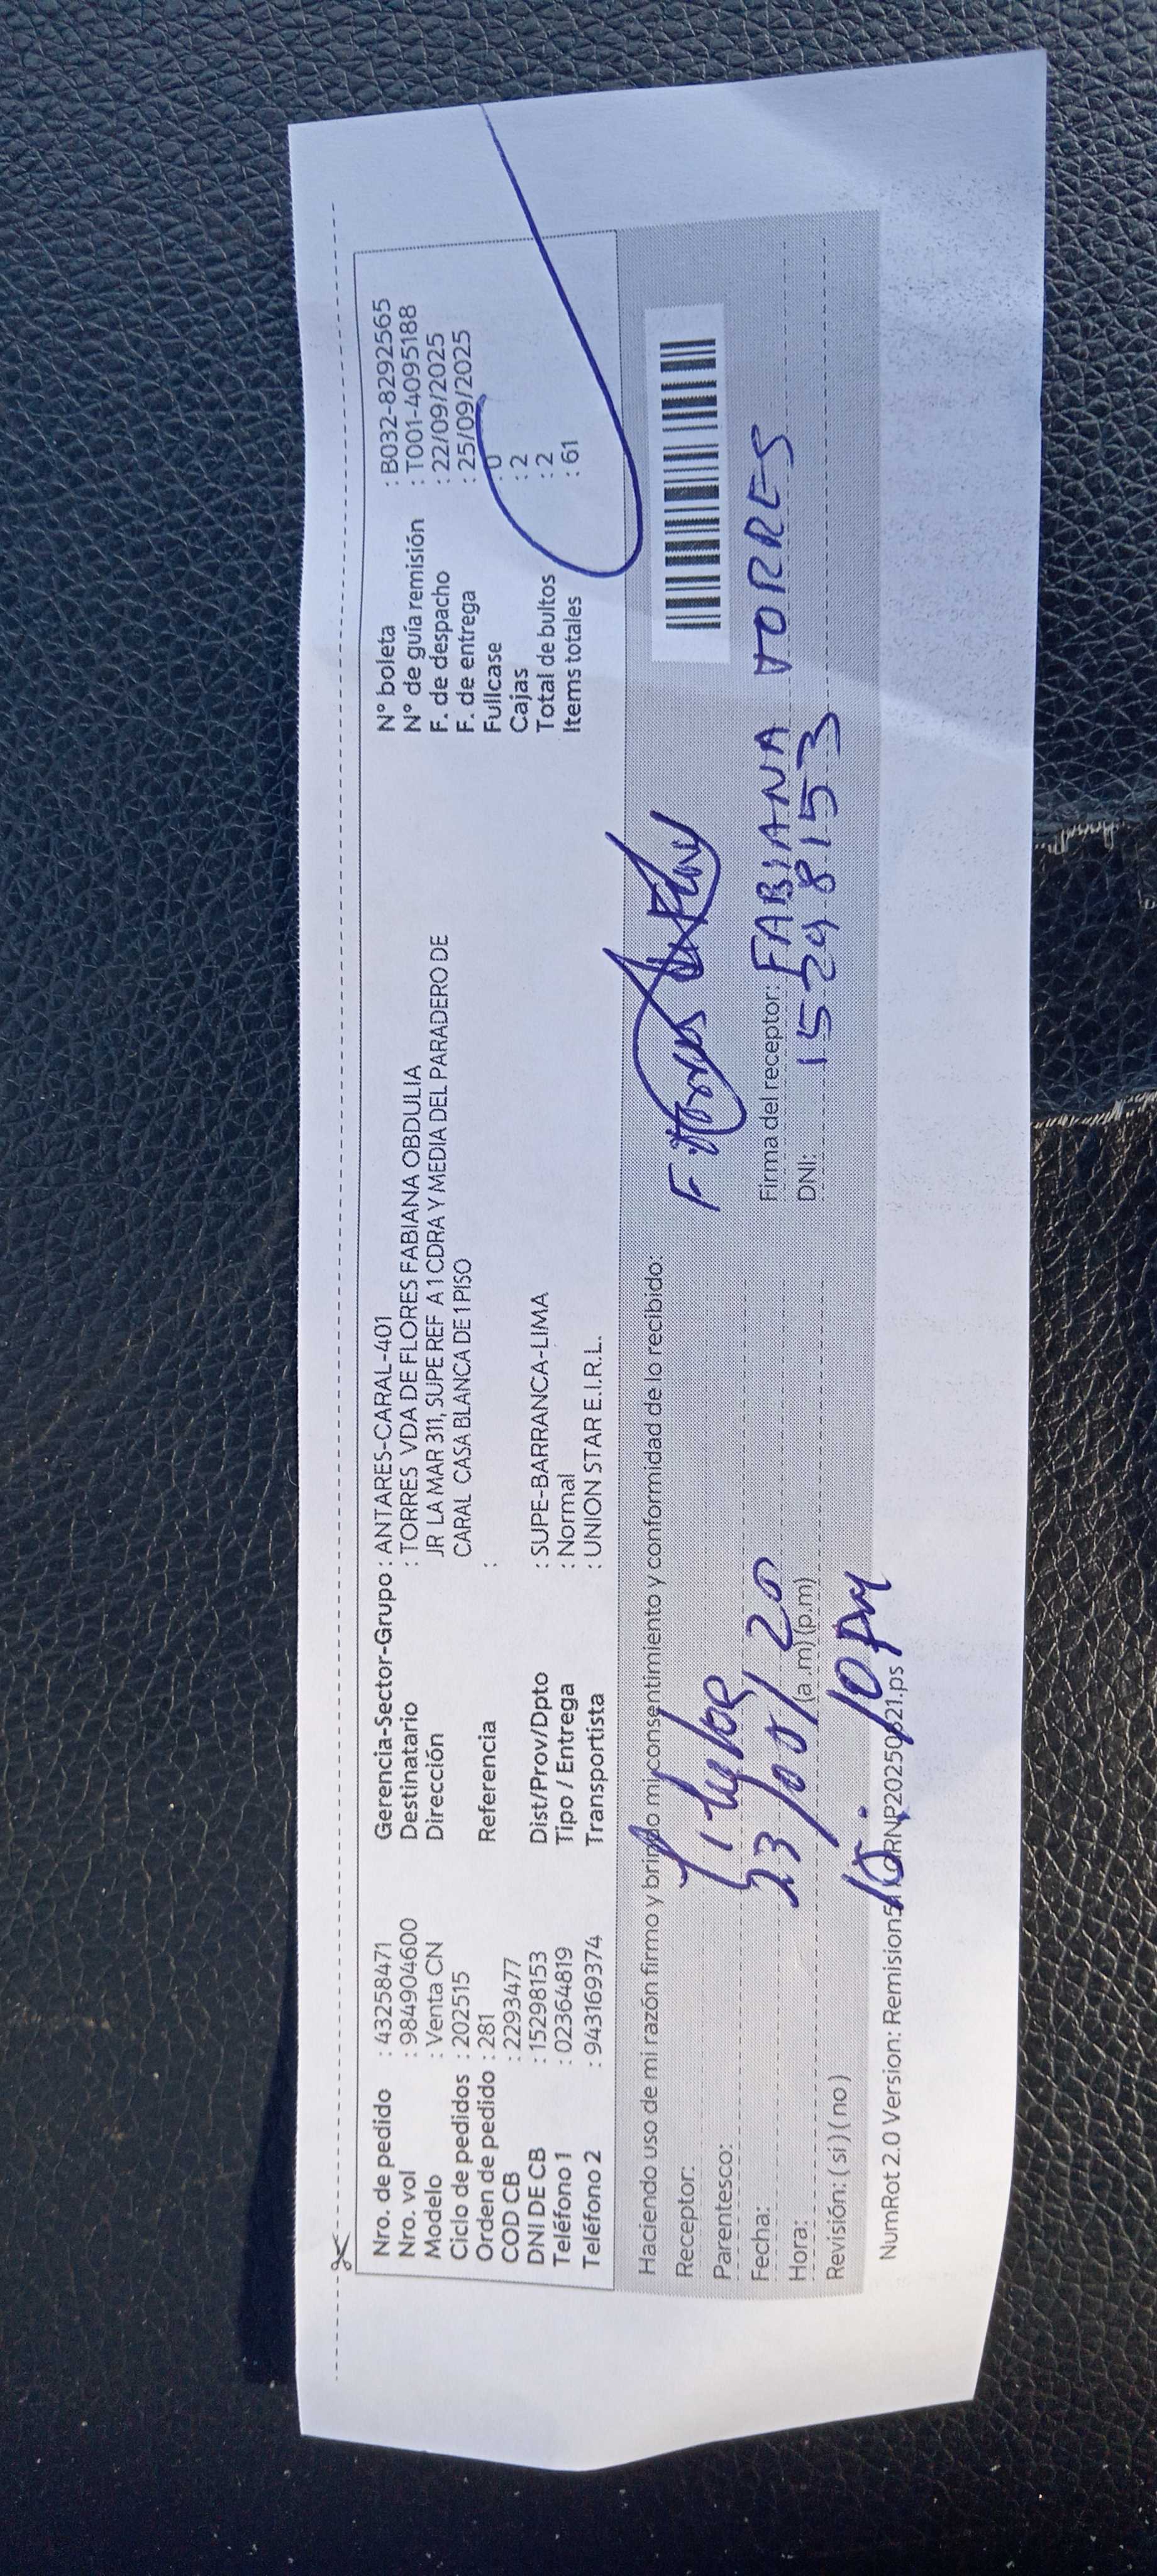 Nro. de pedido : 43258471
Nro. vol : 984904600
Modelo : Venta CN
Ciclo de pedidos : 202515
Orden de pedido : 281
COD CB : 2293477
DNI DE CB : 15298153
Teléfono 1 : 02364819
Teléfono 2 : 943169374
Gerencia-Sector-Grupo : ANTARES-CARAL-401
Destinatario : TORRES VDA DE FLORES FABIANA OBDULIA
Dirección JR LA MAR 311, SUPE REF A 1 CDRA Y MEDIA DEL PARADERO DE
CARAL CASA BLANCA DE 1 PISO
Referencia :
Dist/Prov/Dpto : SUPE-BARRANCA-LIMA
Tipo / Entrega : Normal
Transportista : UNION STAR E.I.R.L.
N° boleta : B032-8292565
N° de guía remisión : T001-4095188
F. de despacho : 22/09/2025
F. de entrega : 25/09/2025
Fullcase : 0
Cajas : 2
Total de bultos : 2
Items totales : 61
Haciendo uso de mi razón firmo y brindo mi consentimiento y conformidad de lo recibido:
Receptor:
Parentesco: Titular
Fecha: 23/
Hora: (a.m) (p.m)
10 pm
Revisión: ( si ) ( no )
Firma del receptor: FABIANA TORRES
DNI: 15298153
NumRot 2.0 Version: Remision